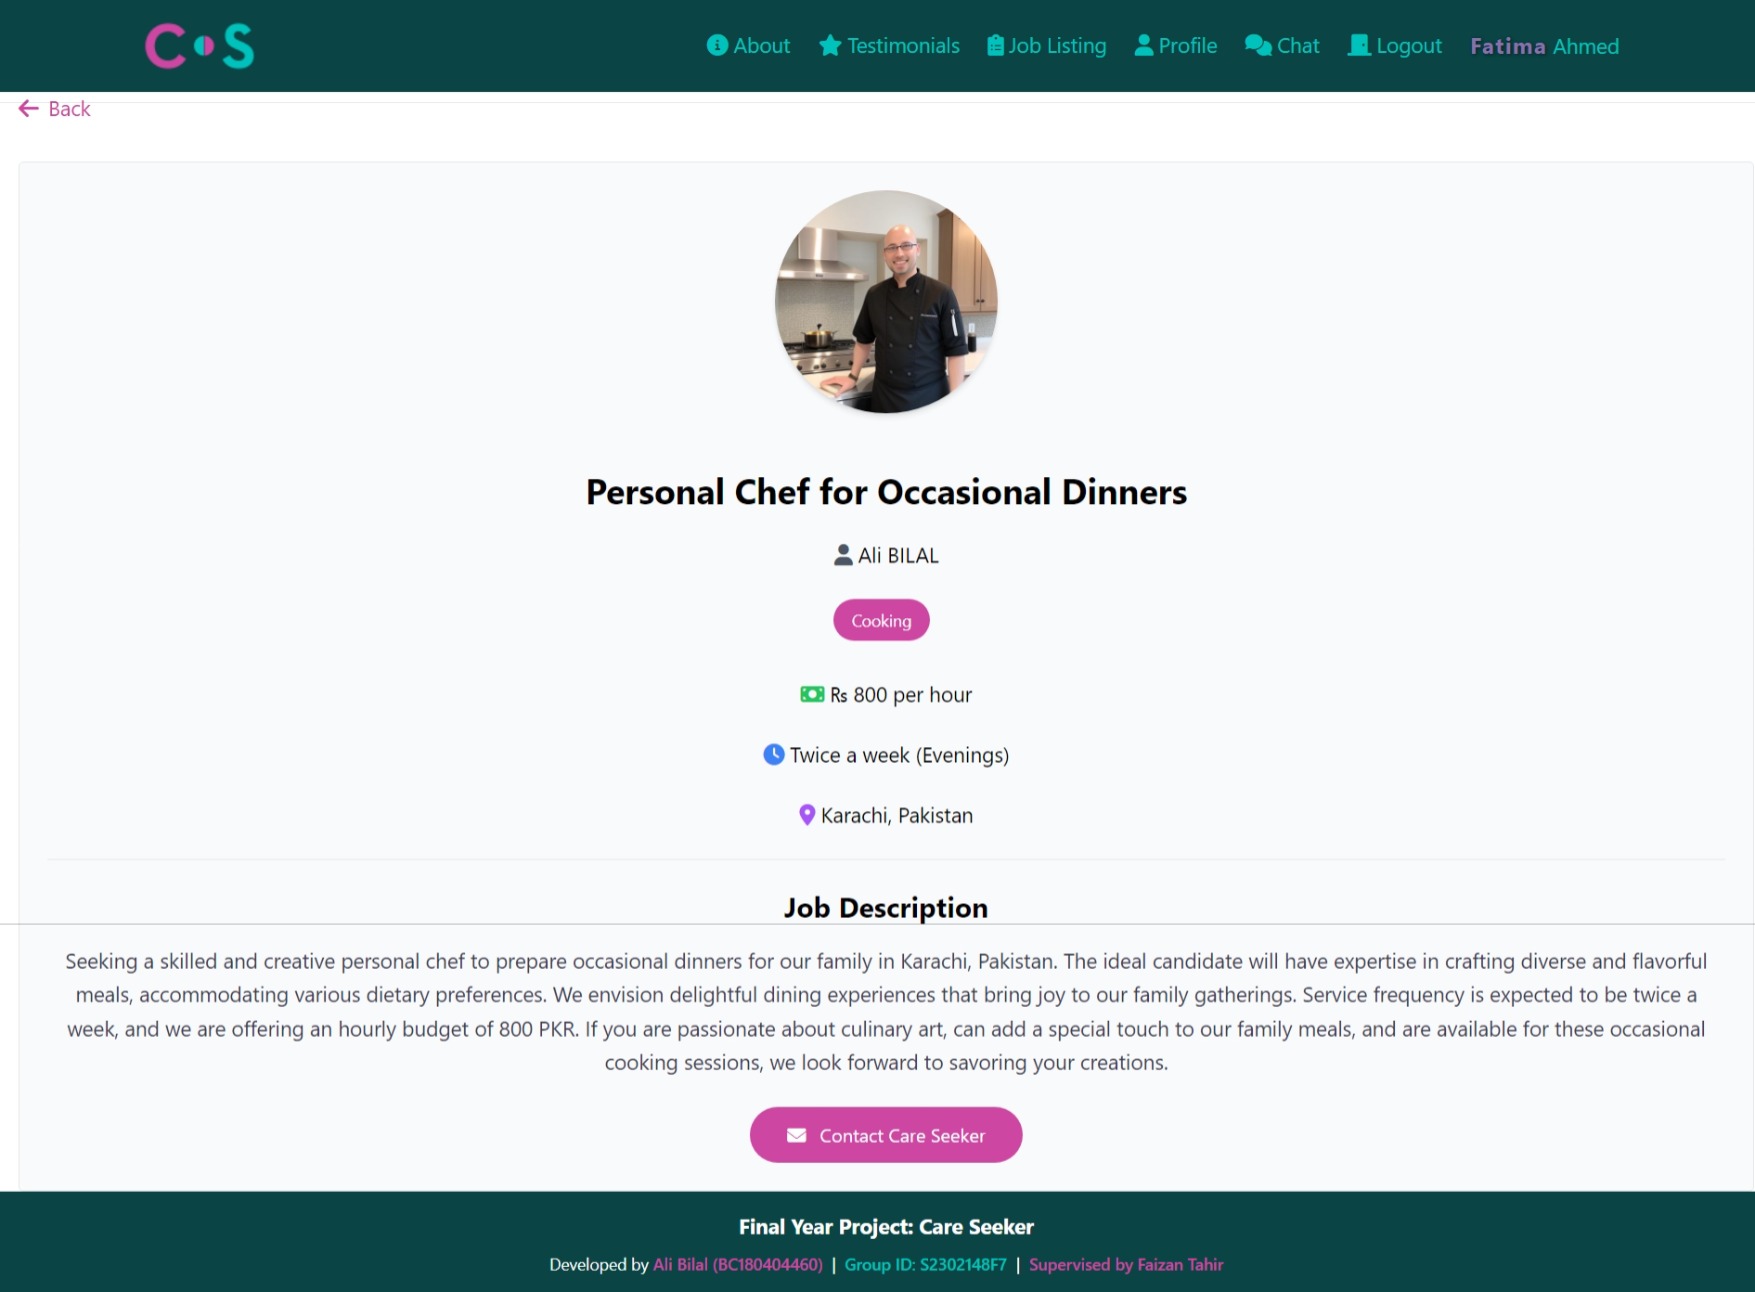 C S
About Testimonials Job Listing Profile Chat Logout Fatima Ahmed
Back
Personal Chef for Occasional Dinners
Ali BILAL
Cooking
₨ 800 per hour
Twice a week (Evenings)
Karachi, Pakistan
Job Description
Seeking a skilled and creative personal chef to prepare occasional dinners for our family in Karachi, Pakistan. The ideal candidate will have expertise in crafting diverse and flavorful
meals, accommodating various dietary preferences. We envision delightful dining experiences that bring joy to our family gatherings. Service frequency is expected to be twice a
week, and we are offering an hourly budget of 800 PKR. If you are passionate about culinary art, can add a special touch to our family meals, and are available for these occasional
cooking sessions, we look forward to savoring your creations.
Contact Care Seeker
Final Year Project: Care Seeker
Developed by Ali Bilal (BC180404460) | Group ID: S2302148F7 | Supervised by Faizan Tahir